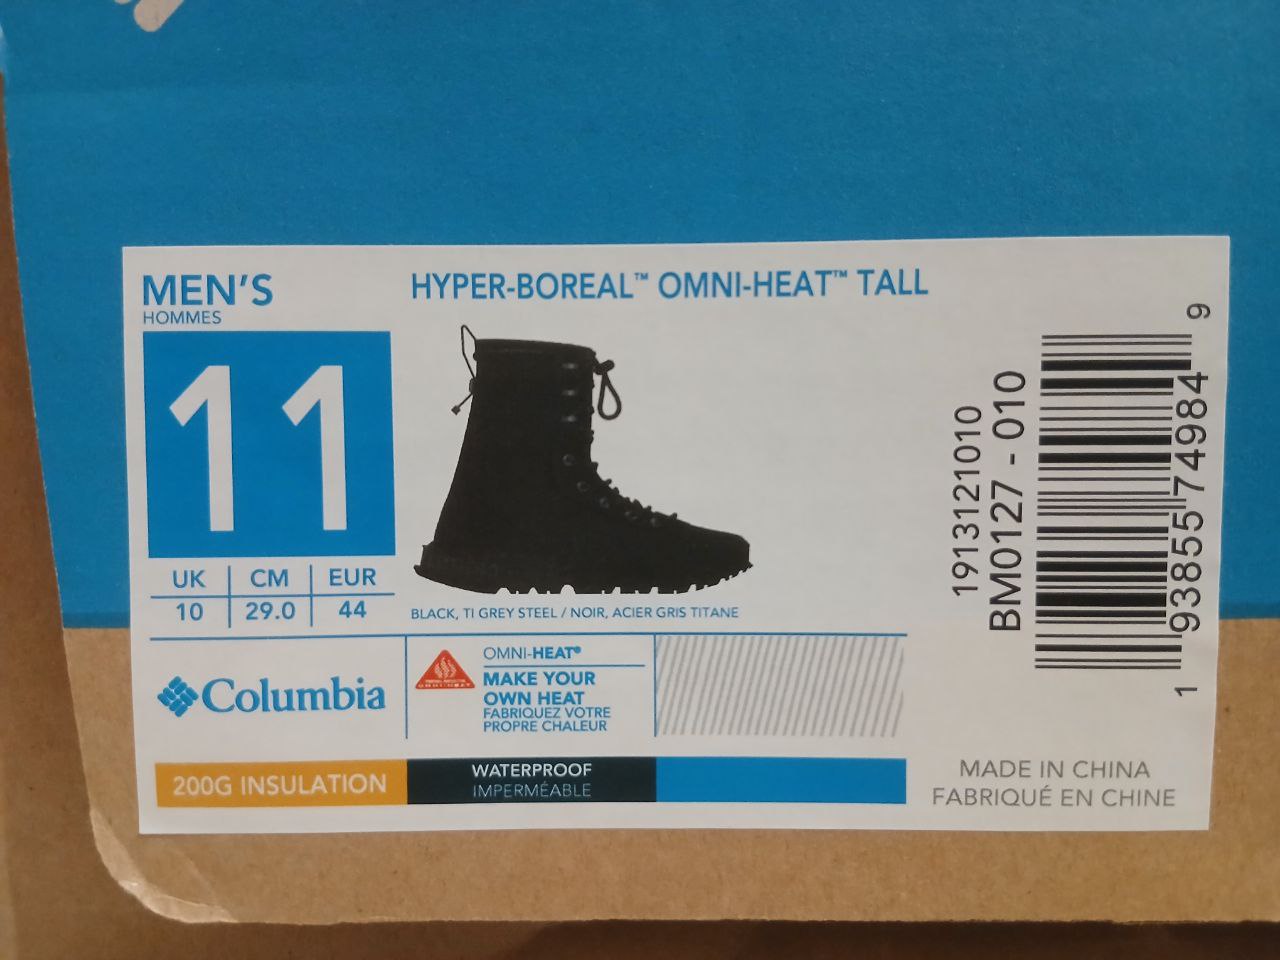 MEN'S
HOMMES
11
UK CM EUR
10 29.0 44
HYPER-BOREAL™ OMNI-HEAT™ TALL
BLACK, TI GREY STEEL / NOIR, ACIER GRIS TITANE
Columbia
OMNI-HEAT®
MAKE YOUR
OWN HEAT
FABRIQUEZ VOTRE
PROPRE CHALEUR
200G INSULATION
WATERPROOF
IMPERMÉABLE
1913121010
BM0127 - 010
1 93855 74984 9
MADE IN CHINA
FABRIQUÉ EN CHINE